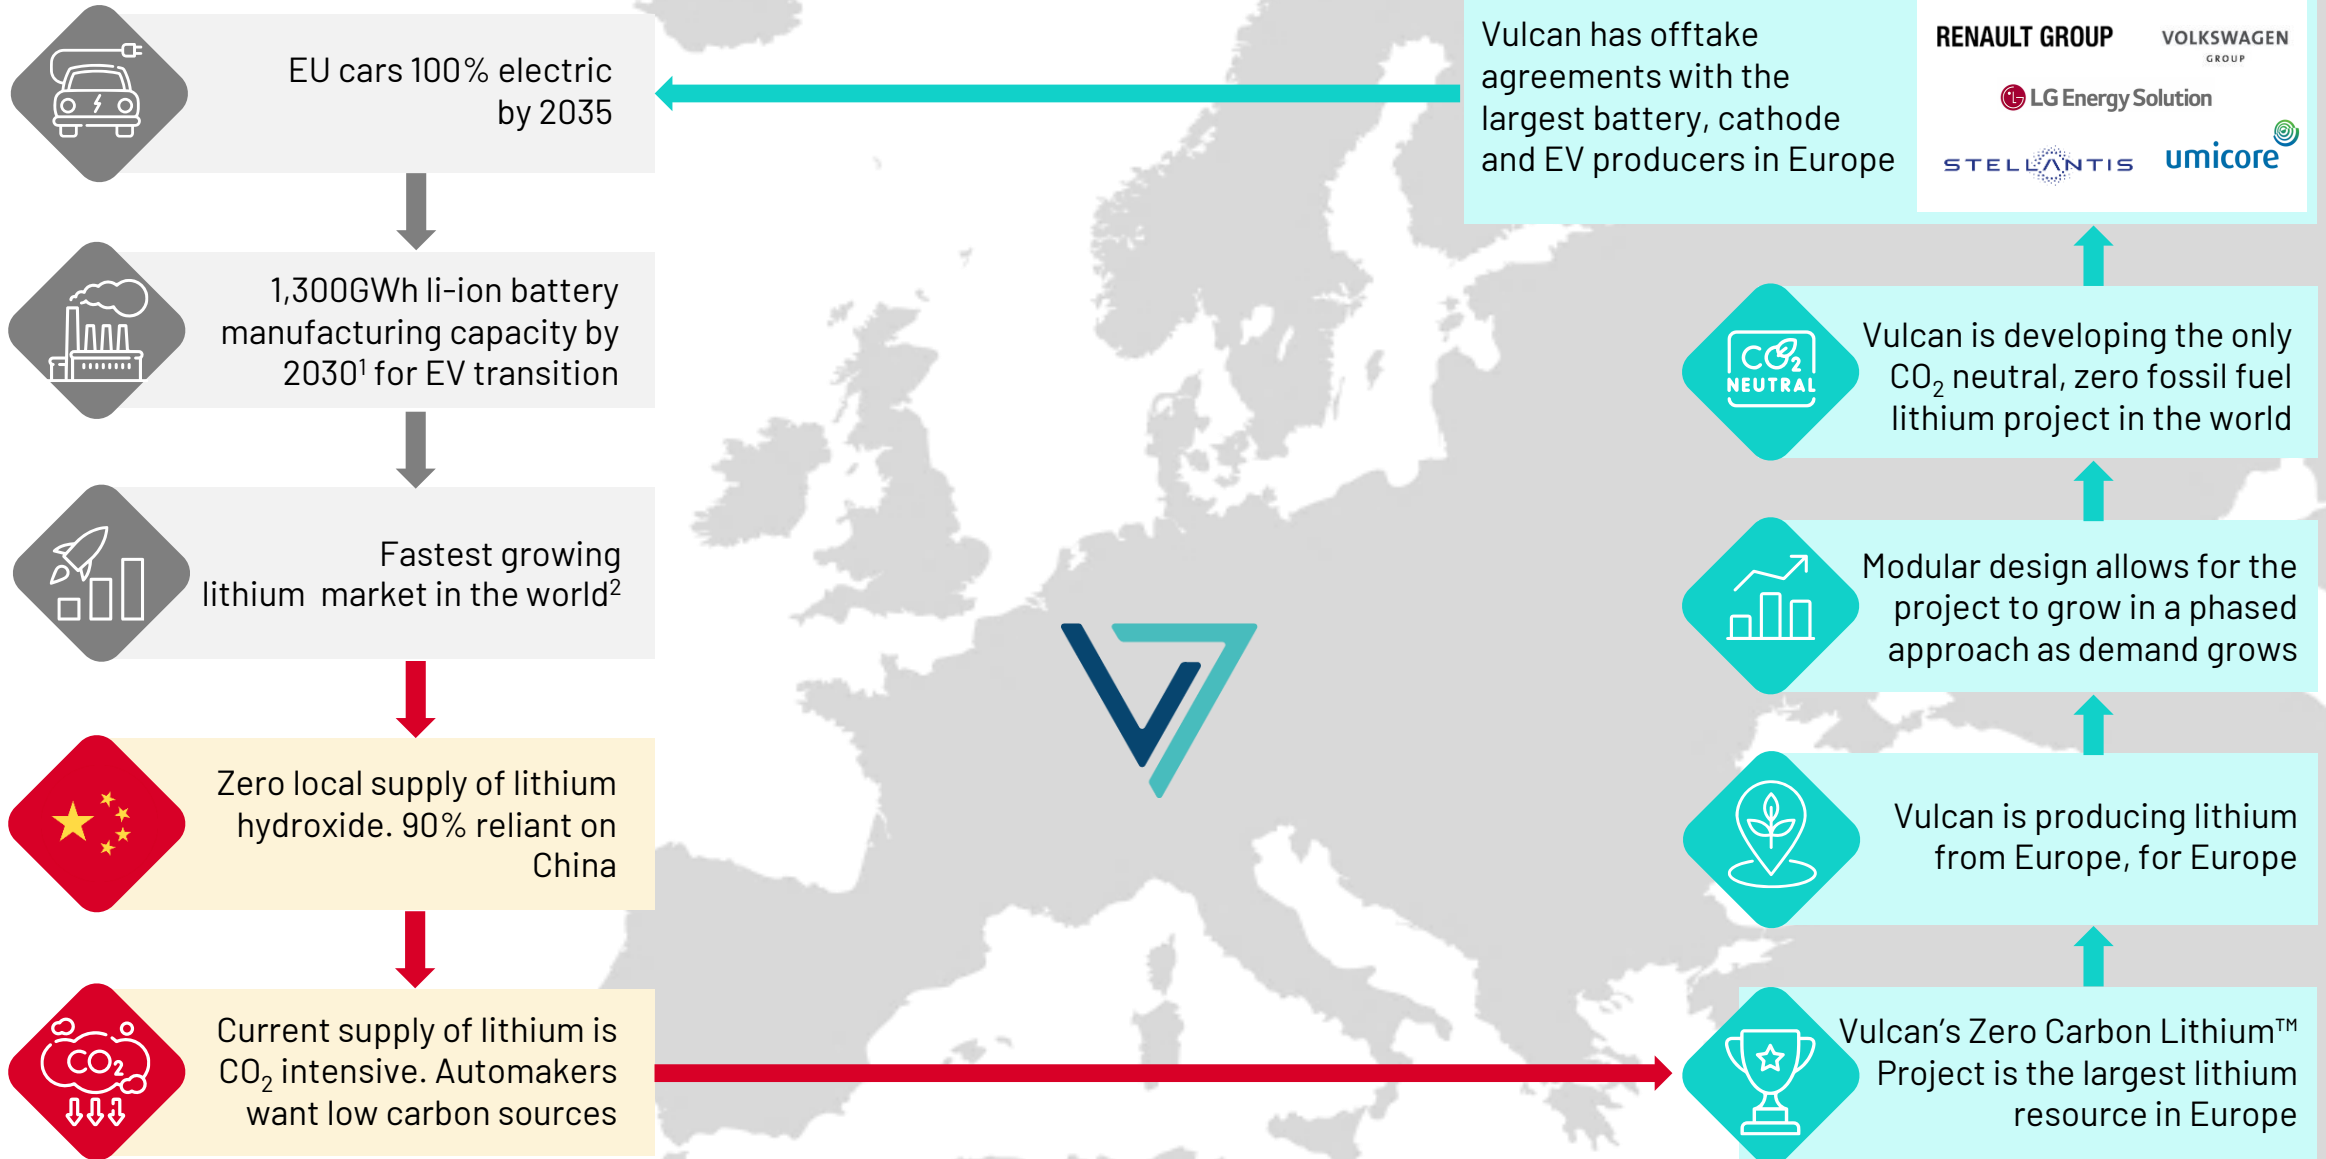 EU cars 100% electric
by 2035
1,300GWh li-ion battery
manufacturing capacity by
2030¹ for EV transition
Fastest growing
lithium market in the world²
Zero local supply of lithium
hydroxide. 90% reliant on
China
CO₂
Current supply of lithium is
CO₂ intensive. Automakers
want low carbon sources
Vulcan has offtake
agreements with the
largest battery, cathode
and EV producers in Europe
RENAULT GROUP
VOLKSWAGEN
GROUP
LG Energy Solution
STELLANTIS
umicore
CO₂
NEUTRAL
Vulcan is developing the only
CO₂ neutral, zero fossil fuel
lithium project in the world
Modular design allows for the
project to grow in a phased
approach as demand grows
Vulcan is producing lithium
from Europe, for Europe
Vulcan's Zero Carbon Lithium™
Project is the largest lithium
resource in Europe